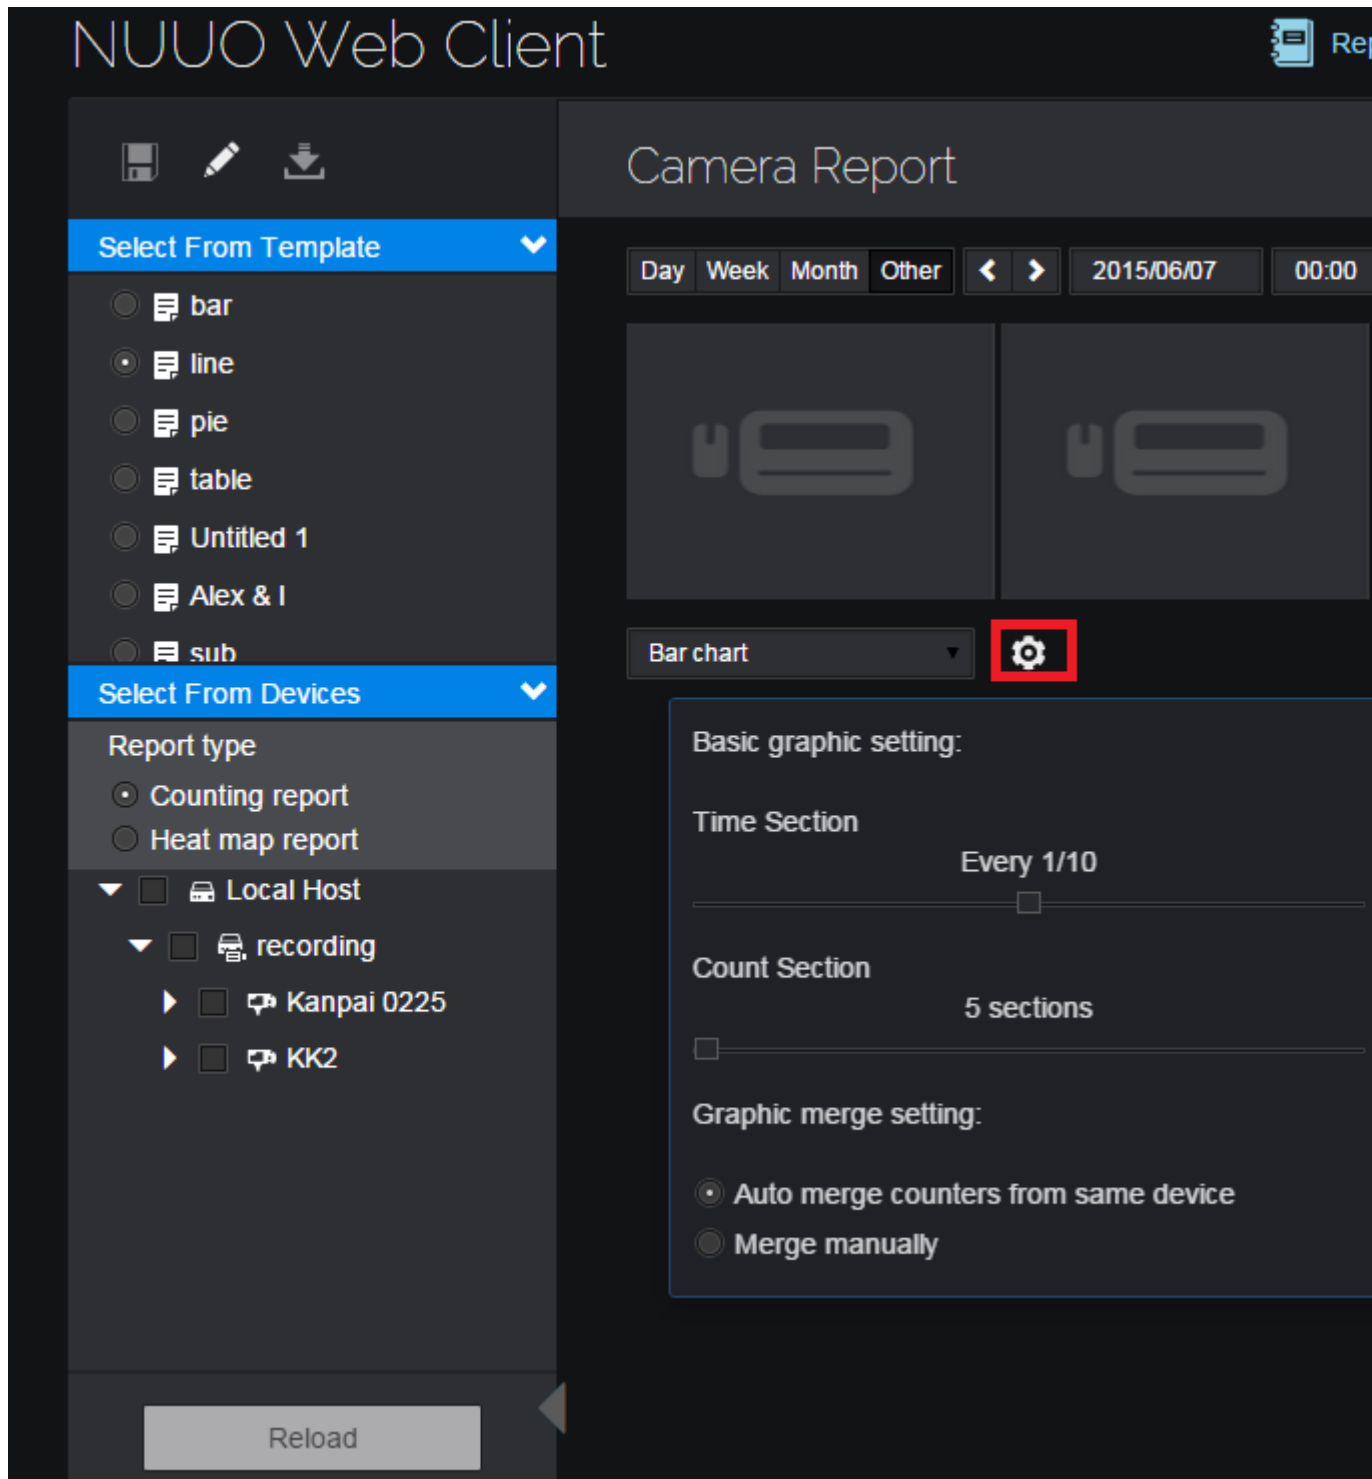 NUUO Web Client
Camera Report
Select From Template
bar
line
pie
table
Untitled 1
Alex & I
sub
Select From Devices
Report type
Counting report
Heat map report
Local Host
recording
Kanpai 0225
KK2
Reload
Day Week Month Other 2015/06/07 00:00
Bar chart
Basic graphic setting:
Time Section
Every 1/10
Count Section
5 sections
Graphic merge setting:
Auto merge counters from same device
Merge manually